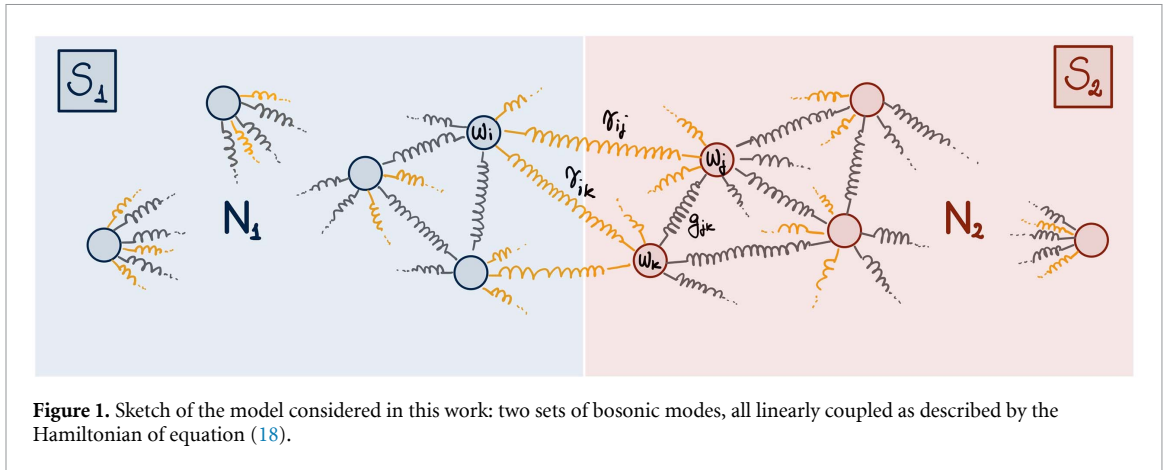 S₁
S₂
ωᵢ
γᵢⱼ
ωⱼ
γᵢₖ
gⱼₖ
ωₖ
N₁
N₂
Figure 1. Sketch of the model considered in this work: two sets of bosonic modes, all linearly coupled as described by the
Hamiltonian of equation (18).